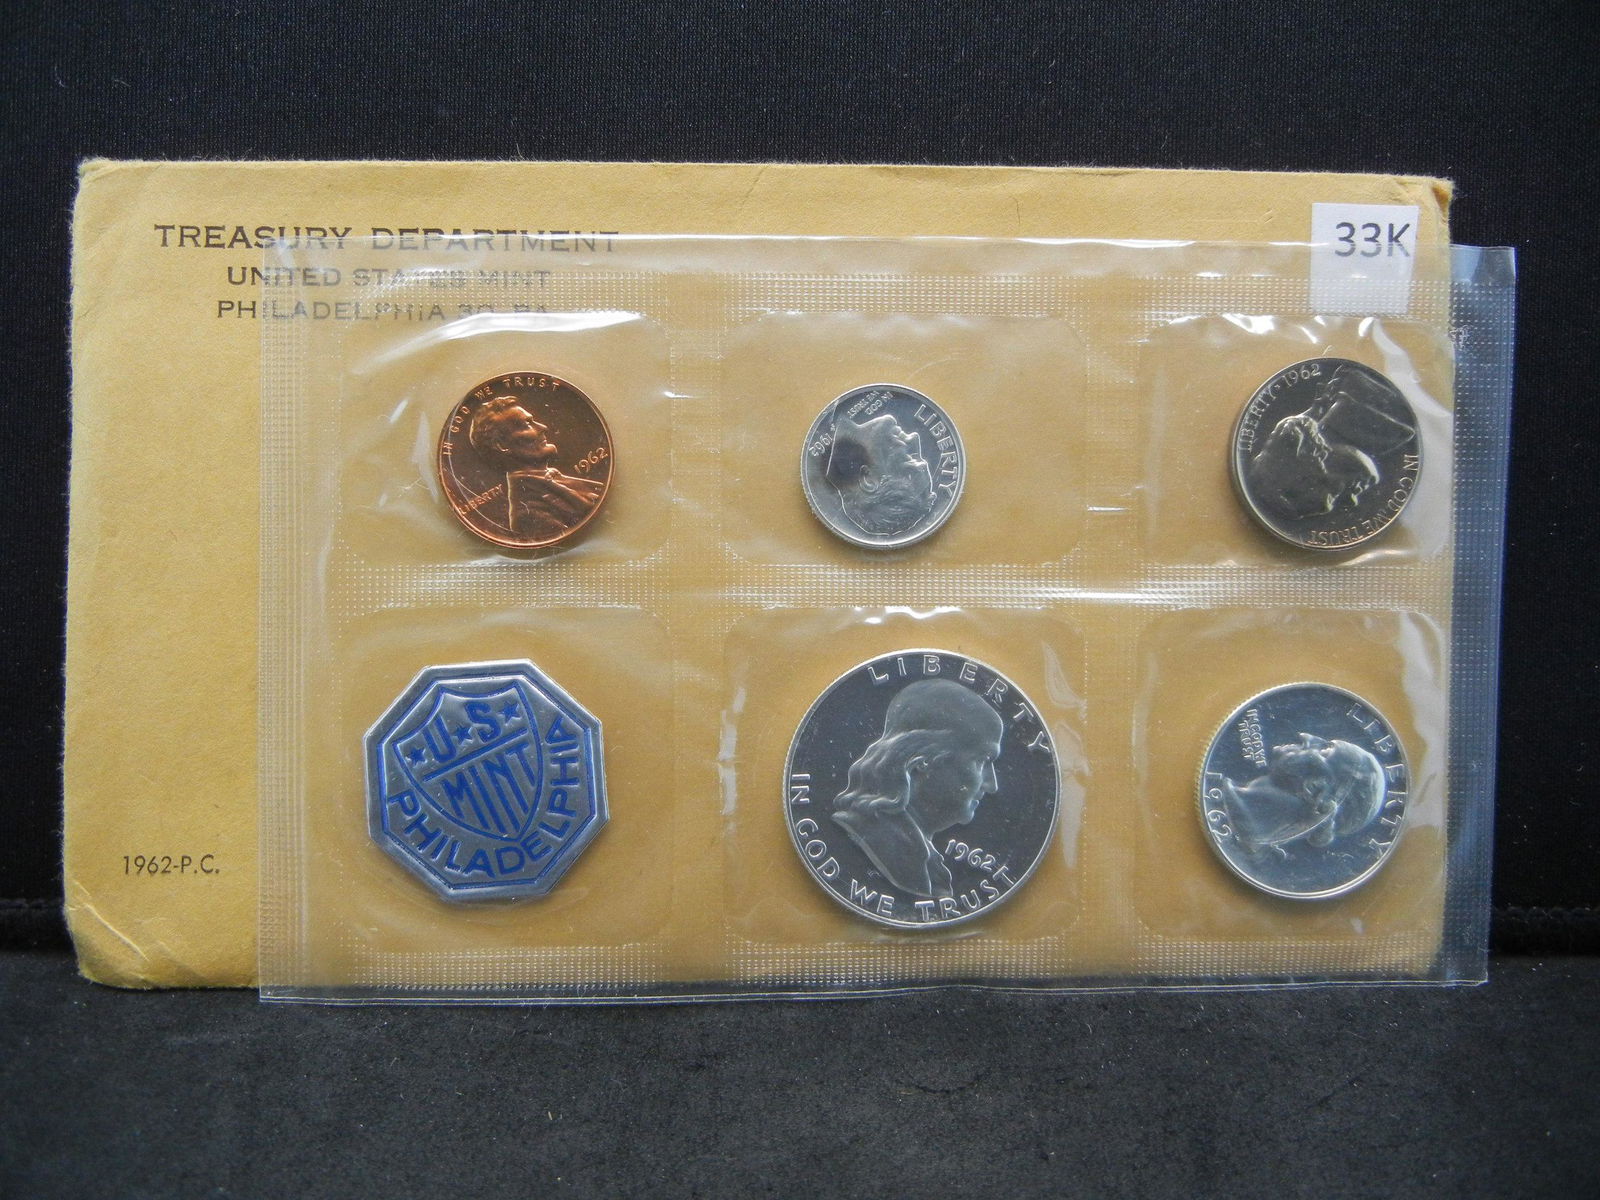 TREASURY DEPARTMENT
UNITED STATES MINT
PHILADELPHIA 30, PA.
33K
IN GOD WE TRUST
LIBERTY
1962
LIBERTY
IN GOD
WE TRUST
1962
LIBERTY · 1962
IN GOD WE TRUST
U·S
MINT
PHILADELPHIA
LIBERTY
IN GOD WE TRUST
1962
LIBERTY
IN GOD WE
TRUST
1962
1962-P.C.